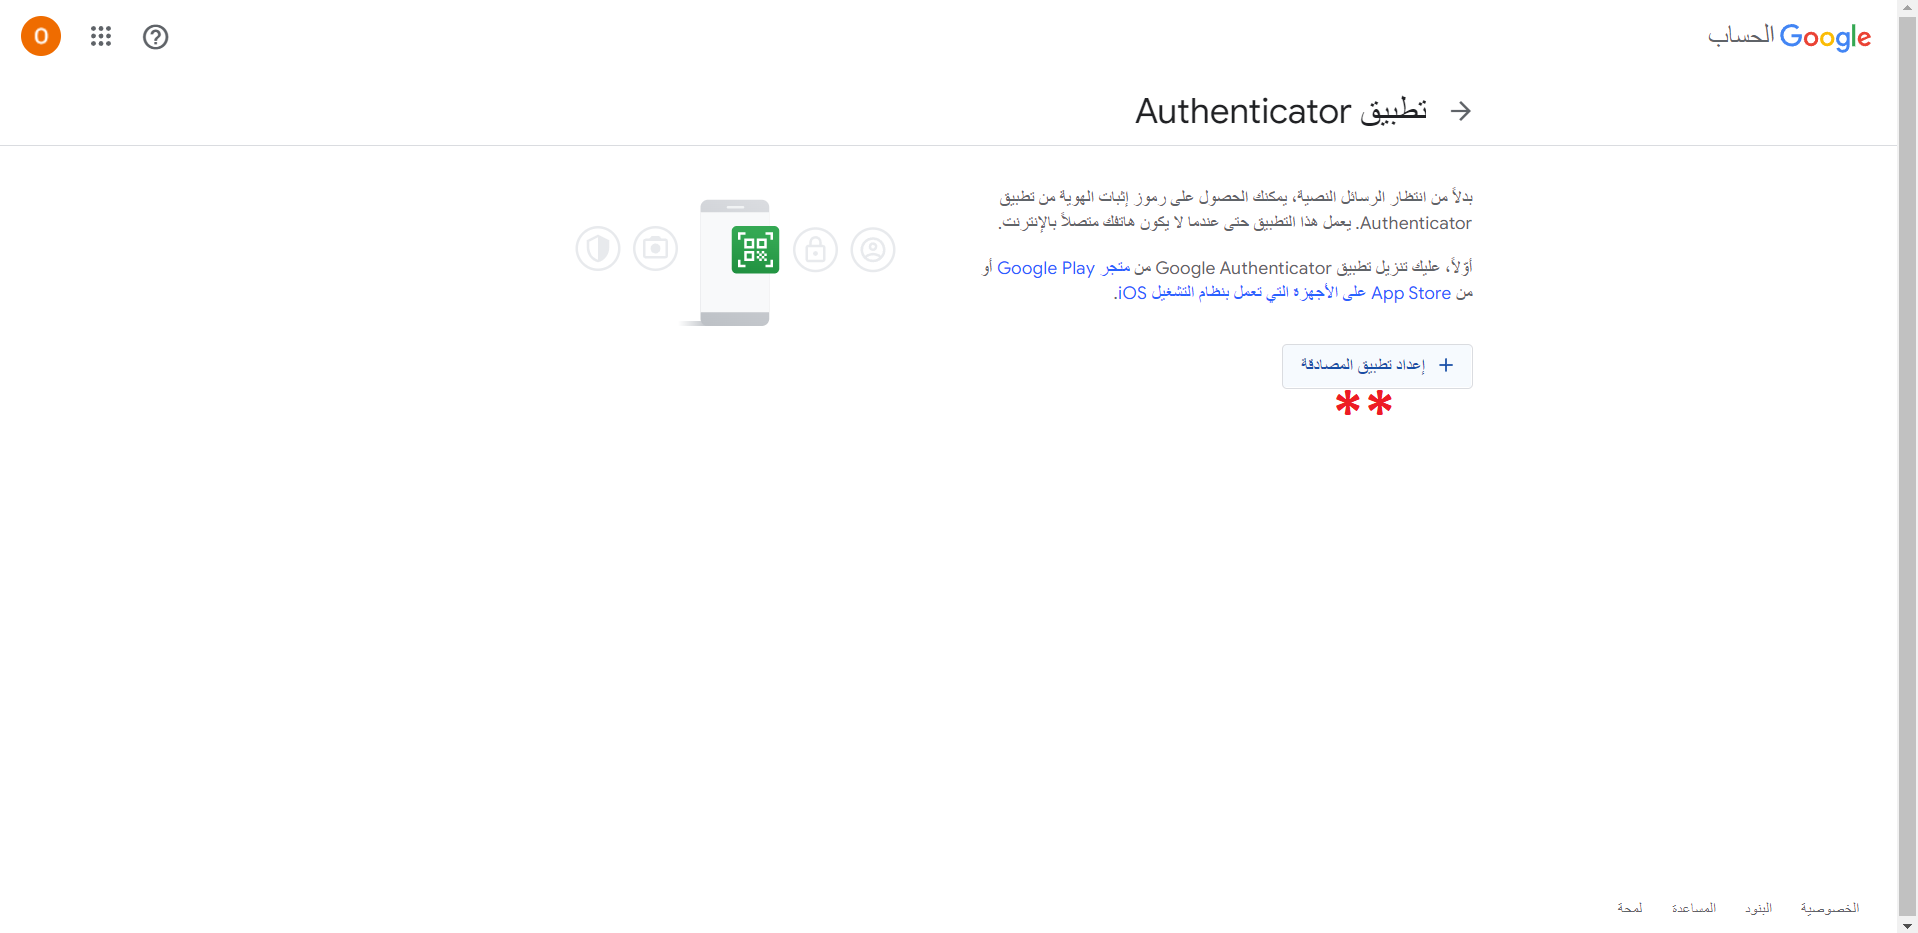 Google الحساب
O
تطبيق Authenticator
بدلاً من انتظار الرسائل النصية، يمكنك الحصول على رموز إثبات الهوية من تطبيق
Authenticator. يعمل هذا التطبيق حتى عندما لا يكون هاتفك متصلاً بالإنترنت.
أوّلاً، عليك تنزيل تطبيق Google Authenticator من متجر Google Play أو
من App Store على الأجهزة التي تعمل بنظام التشغيل iOS.
+ إعداد تطبيق المصادقة
**
الخصوصية البنود المساعدة لمحة